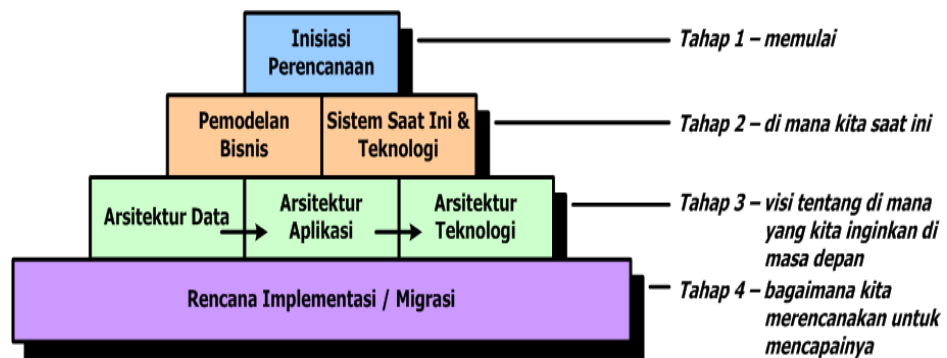 Inisiasi
Perencanaan
Tahap 1 – memulai
Pemodelan
Bisnis
Sistem Saat Ini &
Teknologi
Tahap 2 – di mana kita saat ini
Arsitektur Data
Arsitektur
Aplikasi
Arsitektur
Teknologi
Tahap 3 – visi tentang di mana
yang kita inginkan di
masa depan
Rencana Implementasi / Migrasi
Tahap 4 – bagaimana kita
merencanakan untuk
mencapainya